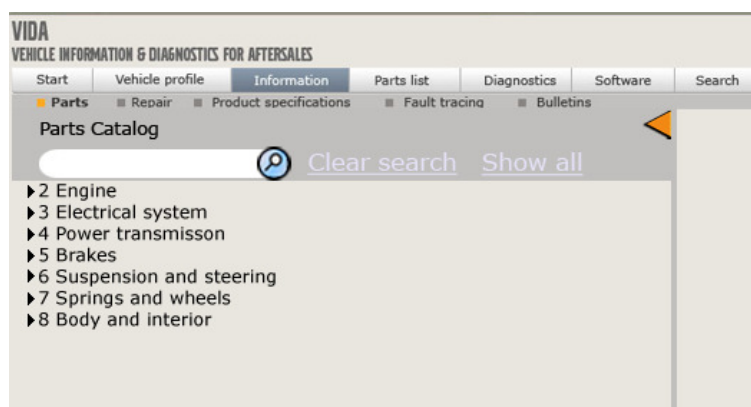 VIDA
VEHICLE INFORMATION & DIAGNOSTICS FOR AFTERSALES
Start Vehicle profile Information Parts list Diagnostics Software Search
Parts Repair Product specifications Fault tracing Bulletins
Parts Catalog
Clear search Show all
2 Engine
3 Electrical system
4 Power transmisson
5 Brakes
6 Suspension and steering
7 Springs and wheels
8 Body and interior